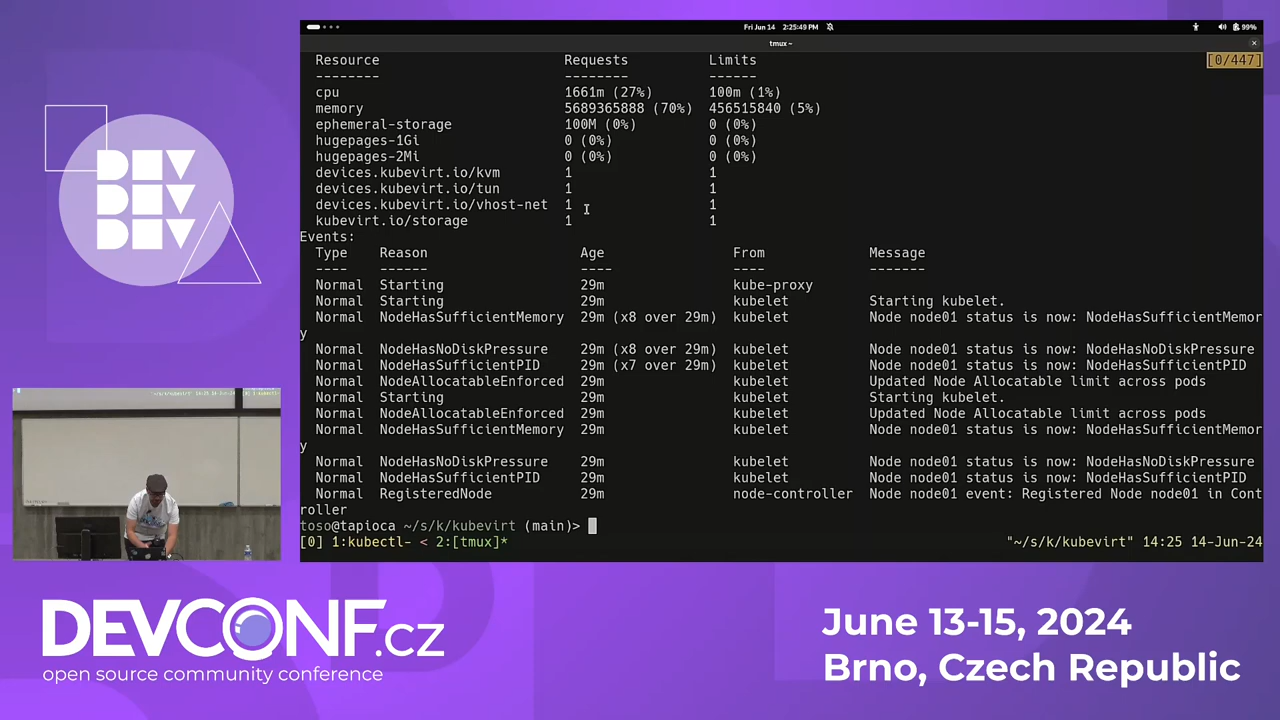 Fri Jun 14 2:25:49 PM 99%
tmux ~
Resource Requests Limits [0/447]
-------- -------- ------
cpu 1661m (27%) 100m (1%)
memory 5689365888 (70%) 456515840 (5%)
ephemeral-storage 100M (0%) 0 (0%)
hugepages-1Gi 0 (0%) 0 (0%)
hugepages-2Mi 0 (0%) 0 (0%)
devices.kubevirt.io/kvm 1 1
devices.kubevirt.io/tun 1 1
devices.kubevirt.io/vhost-net 1 1
kubevirt.io/storage 1 1
Events:
Type Reason Age From Message
---- ------ ---- ---- -------
Normal Starting 29m kube-proxy
Normal Starting 29m kubelet Starting kubelet.
Normal NodeHasSufficientMemory 29m (x8 over 29m) kubelet Node node01 status is now: NodeHasSufficientMemor
y
Normal NodeHasNoDiskPressure 29m (x8 over 29m) kubelet Node node01 status is now: NodeHasNoDiskPressure
Normal NodeHasSufficientPID 29m (x7 over 29m) kubelet Node node01 status is now: NodeHasSufficientPID
Normal NodeAllocatableEnforced 29m kubelet Updated Node Allocatable limit across pods
Normal Starting 29m kubelet Starting kubelet.
Normal NodeAllocatableEnforced 29m kubelet Updated Node Allocatable limit across pods
Normal NodeHasSufficientMemory 29m kubelet Node node01 status is now: NodeHasSufficientMemor
y
Normal NodeHasNoDiskPressure 29m kubelet Node node01 status is now: NodeHasNoDiskPressure
Normal NodeHasSufficientPID 29m kubelet Node node01 status is now: NodeHasSufficientPID
Normal RegisteredNode 29m node-controller Node node01 event: Registered Node node01 in Cont
roller
toso@tapioca ~/s/k/kubevirt (main)>
[0] 1:kubectl- < 2:[tmux]* "~/s/k/kubevirt" 14:25 14-Jun-24
DEV
DEV
DEV
DEVCONF.cz
open source community conference
June 13-15, 2024
Brno, Czech Republic